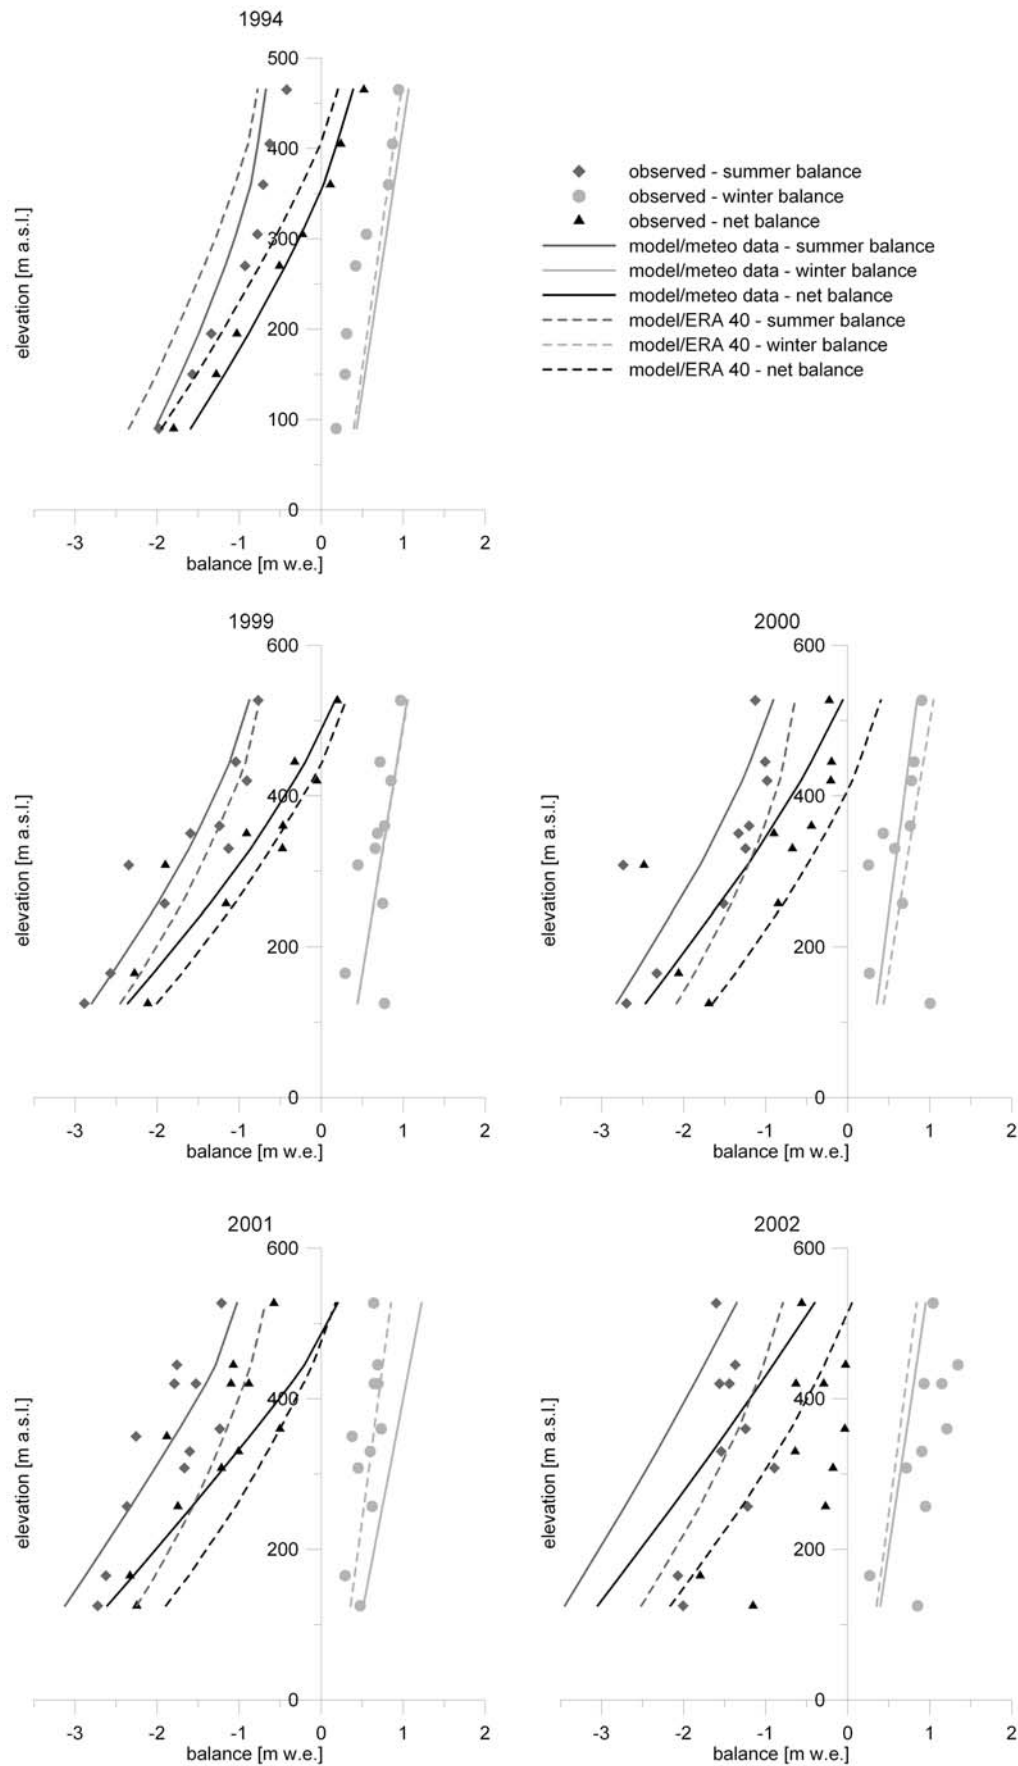 1994
500
400
300
200
100
0
elevation [m a.s.l.]
-3 -2 -1 0 1 2
balance [m w.e.]
observed - summer balance
observed - winter balance
observed - net balance
model/meteo data - summer balance
model/meteo data - winter balance
model/meteo data - net balance
model/ERA 40 - summer balance
model/ERA 40 - winter balance
model/ERA 40 - net balance
1999
600
400
200
0
elevation [m a.s.l.]
-3 -2 -1 0 1 2
balance [m w.e.]
2000
600
400
200
0
elevation [m a.s.l.]
-3 -2 -1 0 1 2
balance [m w.e.]
2001
600
400
200
0
elevation [m a.s.l.]
-3 -2 -1 0 1 2
balance [m w.e.]
2002
600
400
200
0
elevation [m a.s.l.]
-3 -2 -1 0 1 2
balance [m w.e.]